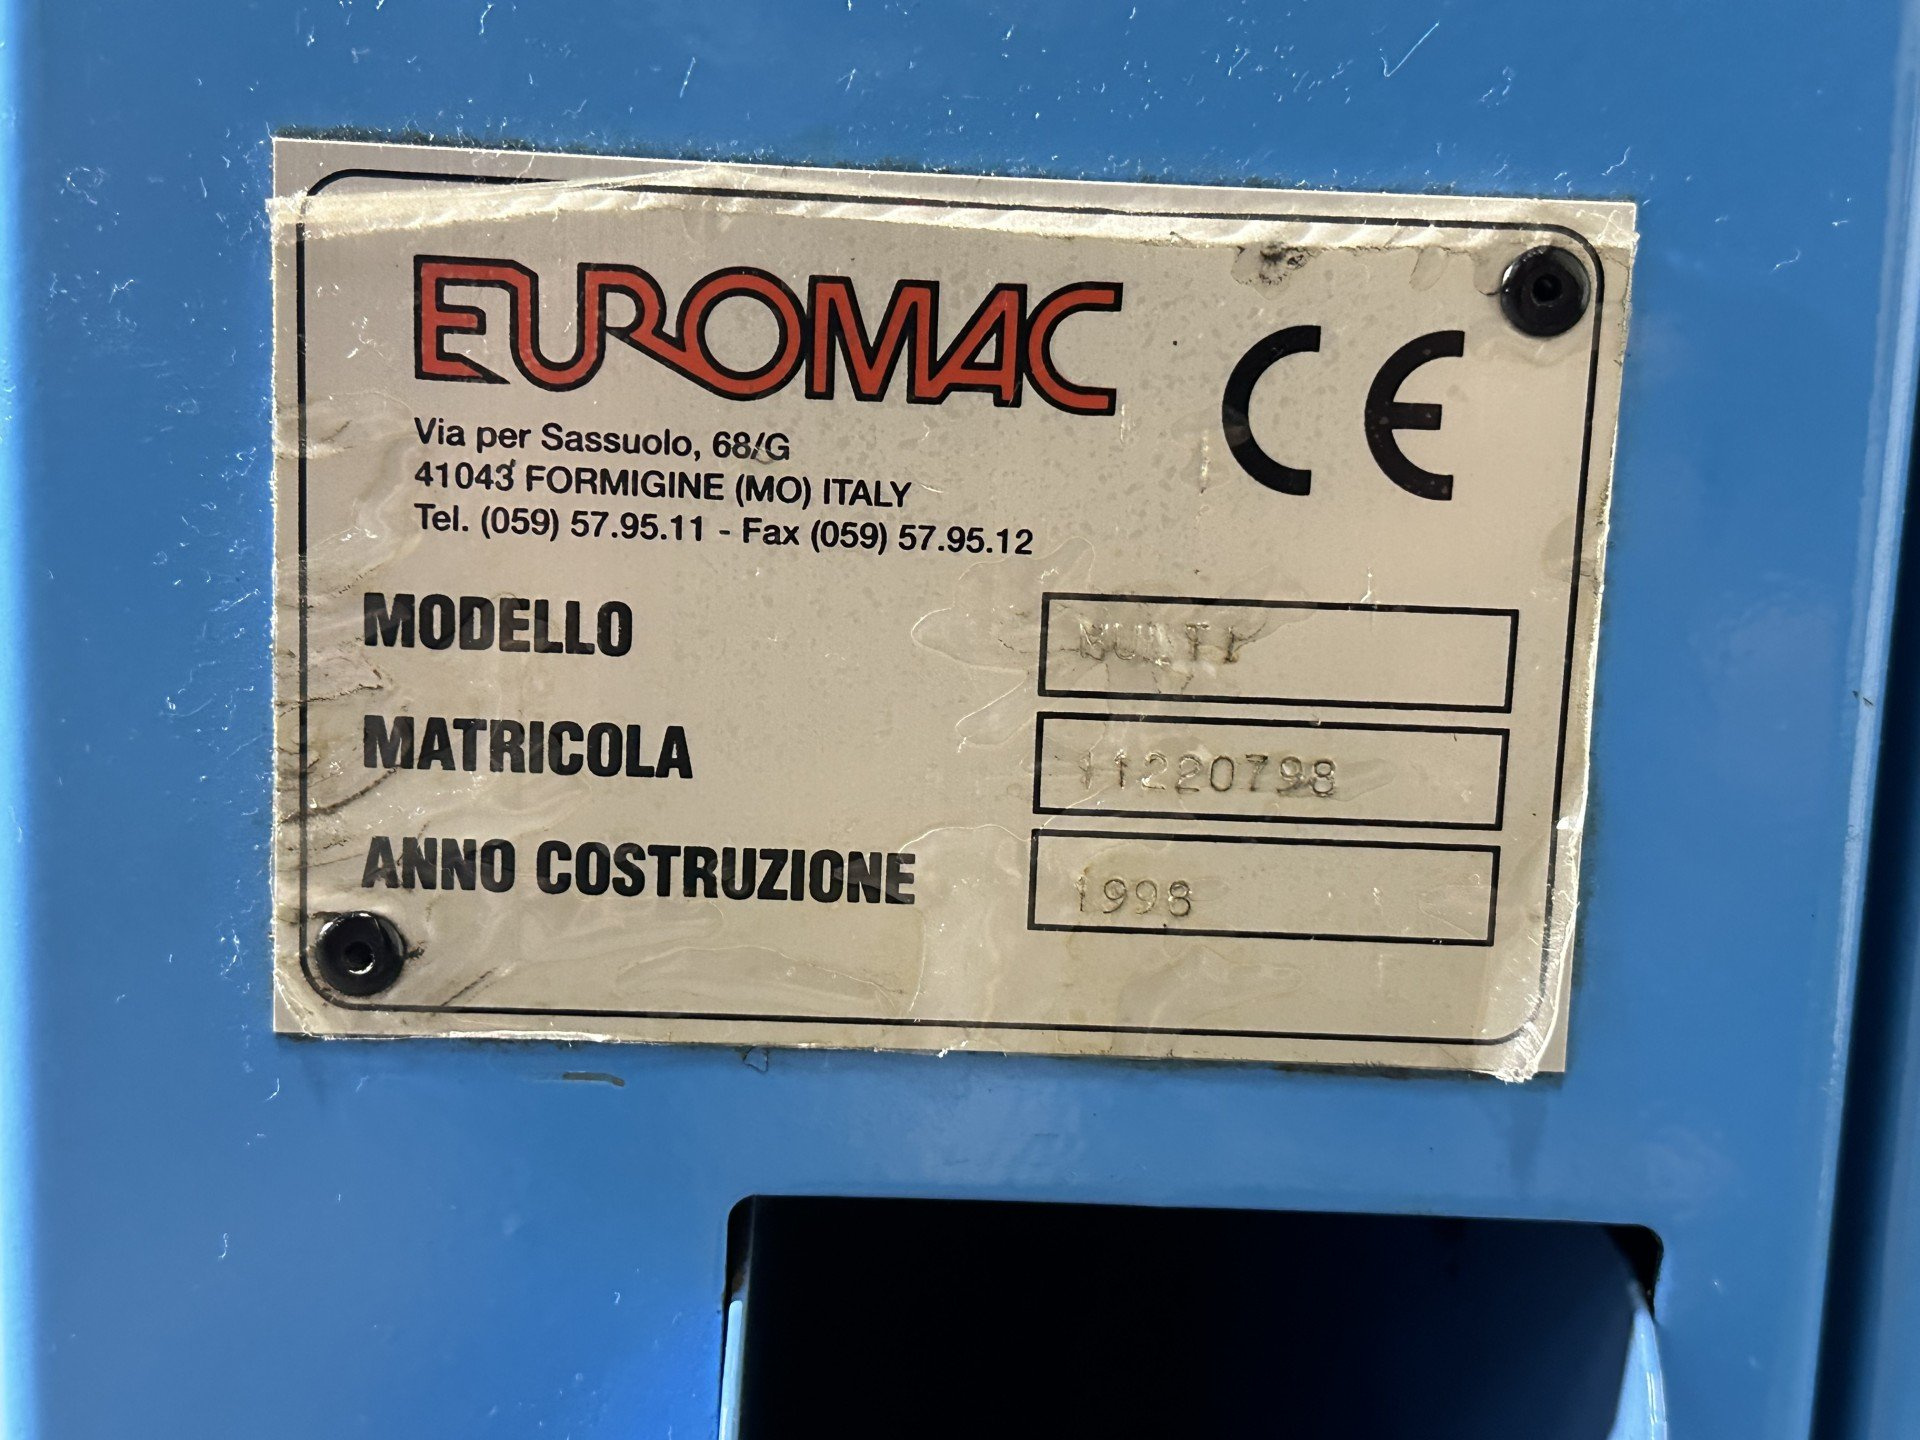 EUROMAC
CE
Via per Sassuolo, 68/G
41043 FORMIGINE (MO) ITALY
Tel. (059) 57.95.11 - Fax (059) 57.95.12
MODELLO MULTI
MATRICOLA 11220798
ANNO COSTRUZIONE 1998